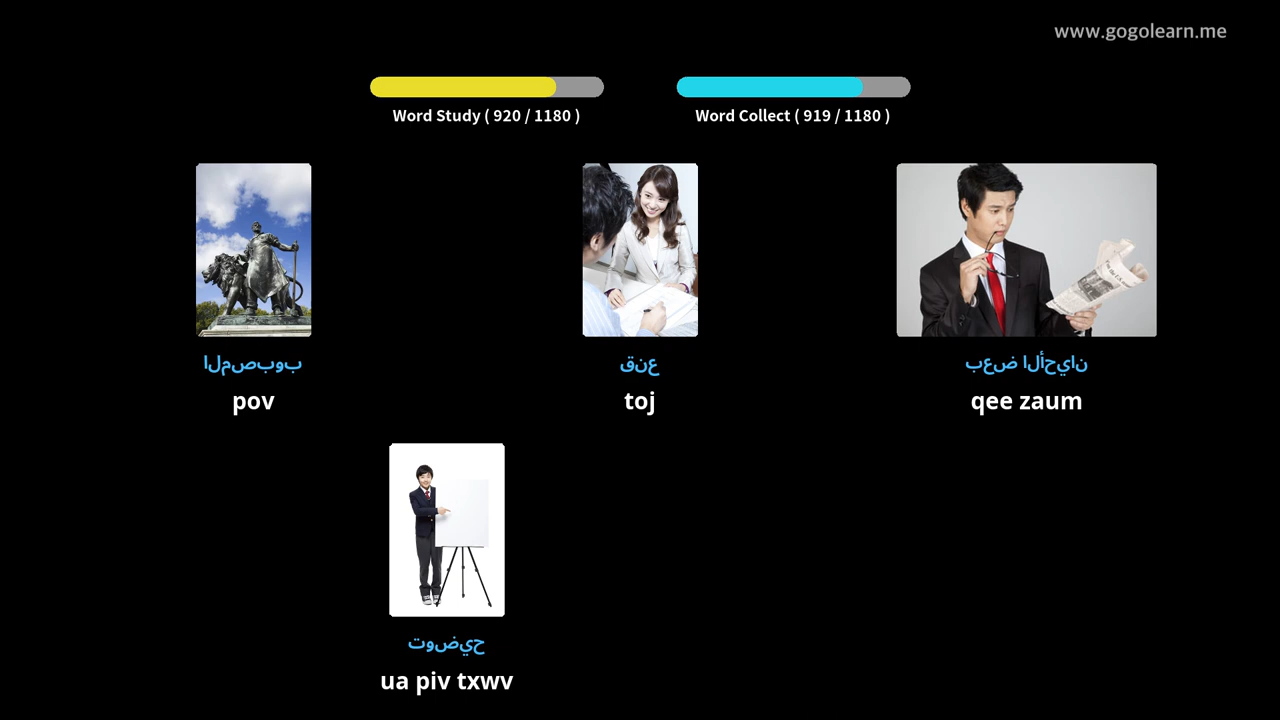 www.gogolearn.me
Word Study ( 920 / 1180 )
Word Collect ( 919 / 1180 )
المصبوب
pov
قنع
toj
بعض الأحيان
qee zaum
توضيح
ua piv txwv